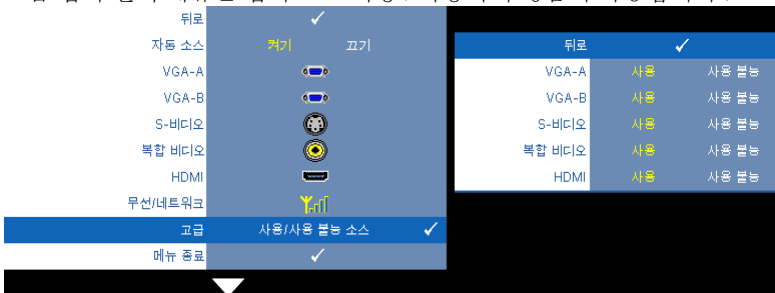 뒤로
자동 소스 켜기 끄기
VGA-A
VGA-B
S-비디오
복합 비디오
HDMI
무선/네트워크
고급 사용/사용 불능 소스
메뉴 종료
뒤로
VGA-A 사용 사용 불능
VGA-B 사용 사용 불능
S-비디오 사용 사용 불능
복합 비디오 사용 사용 불능
HDMI 사용 사용 불능